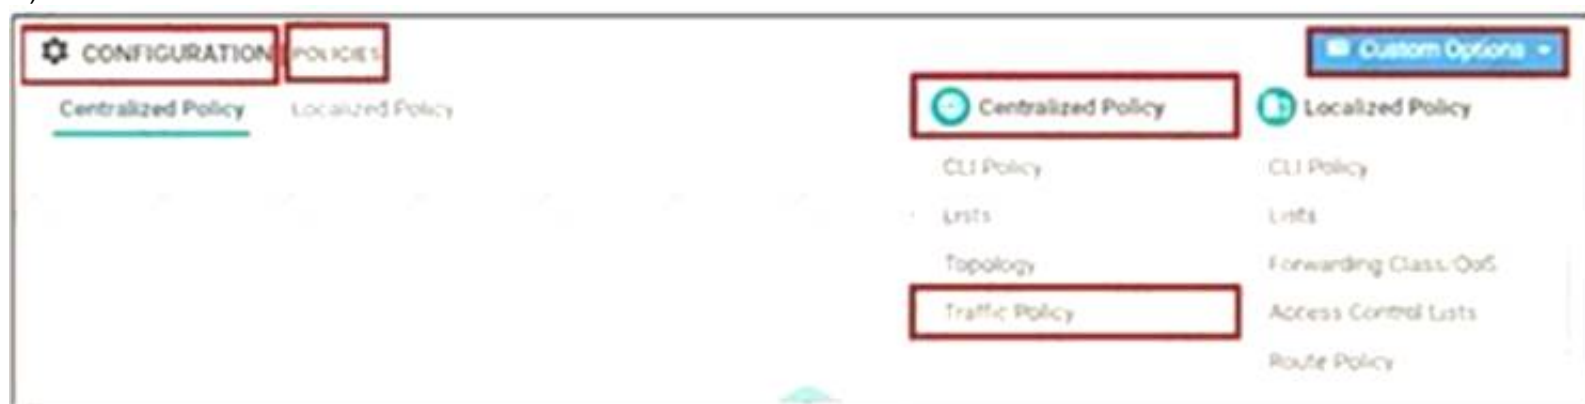 CONFIGURATION POLICIES
Custom Options
Centralized Policy Localized Policy
Centralized Policy
CLI Policy
Lists
Topology
Traffic Policy
Localized Policy
CLI Policy
Lists
Forwarding Class/QoS
Access Control Lists
Route Policy